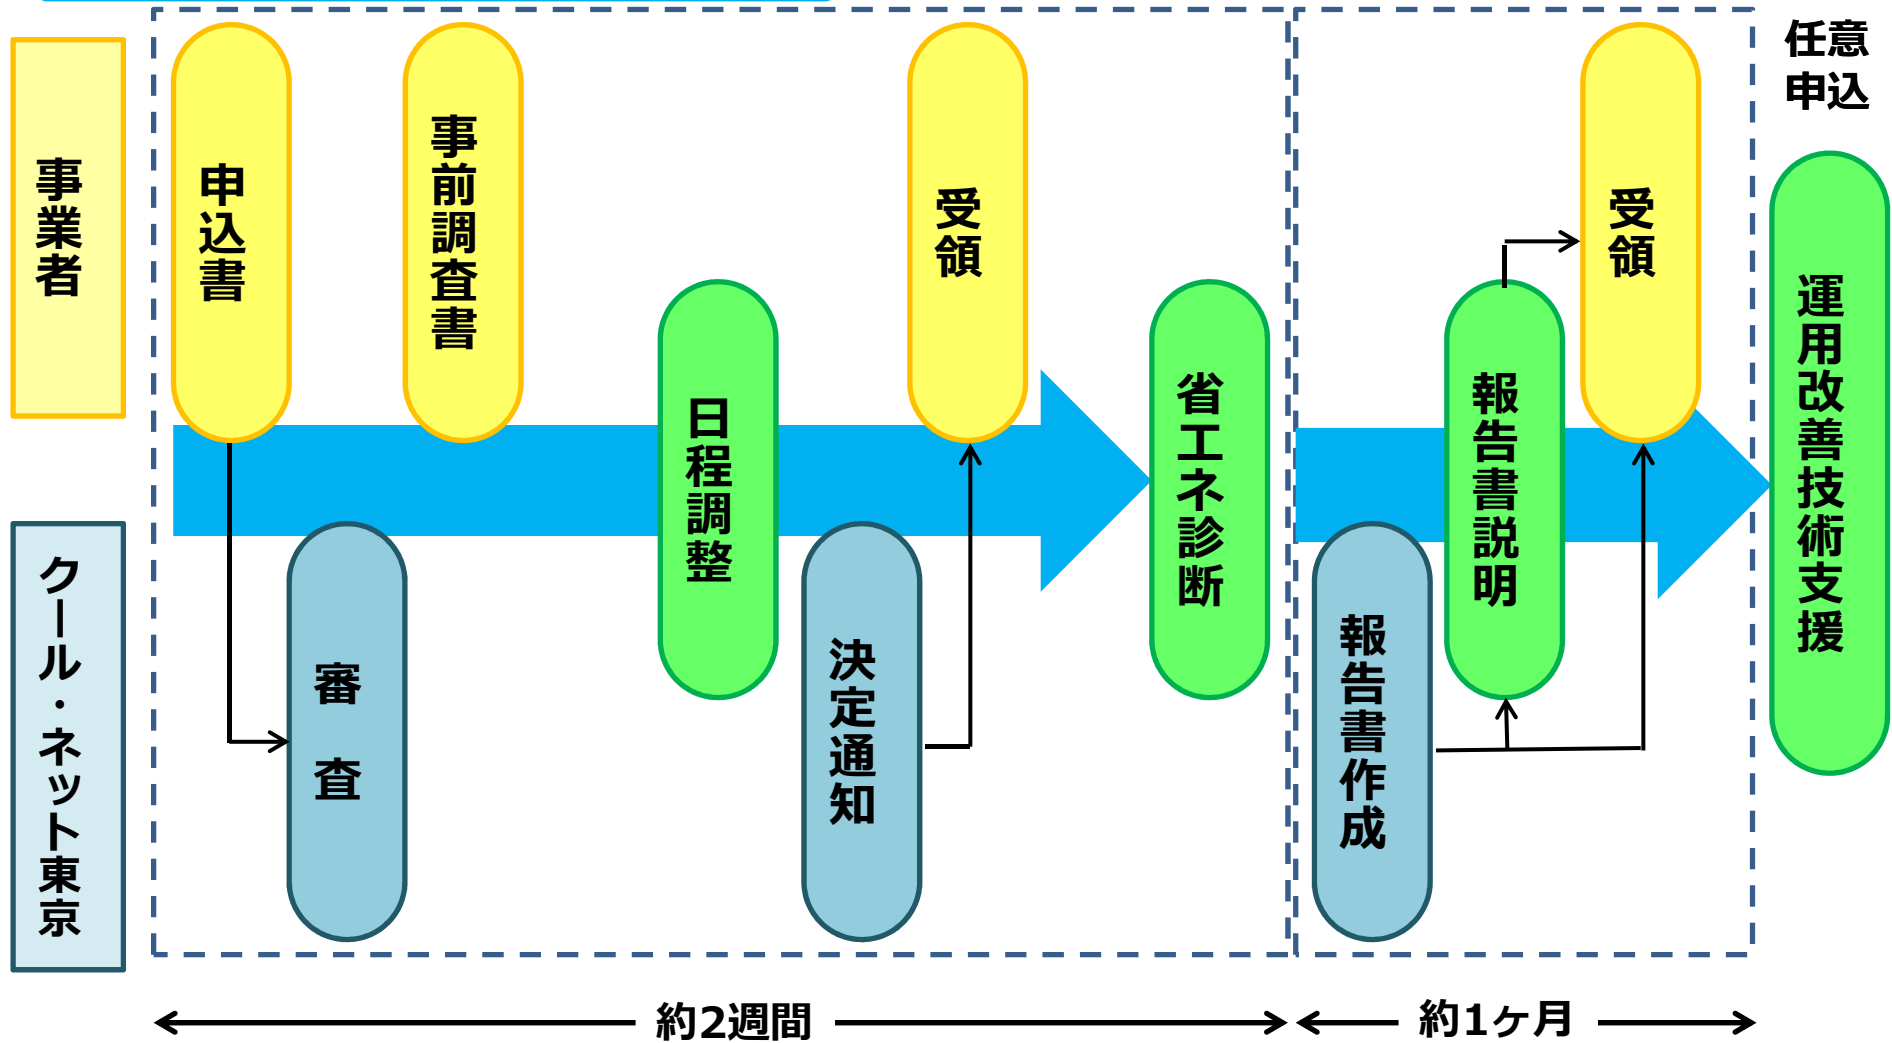 事業者
クール・ネット東京
申込書
審査
事前調査書
日程調整
決定通知
受領
省エネ診断
報告書作成
報告書説明
受領
任意
申込
運用改善技術支援
約2週間
約1ヶ月